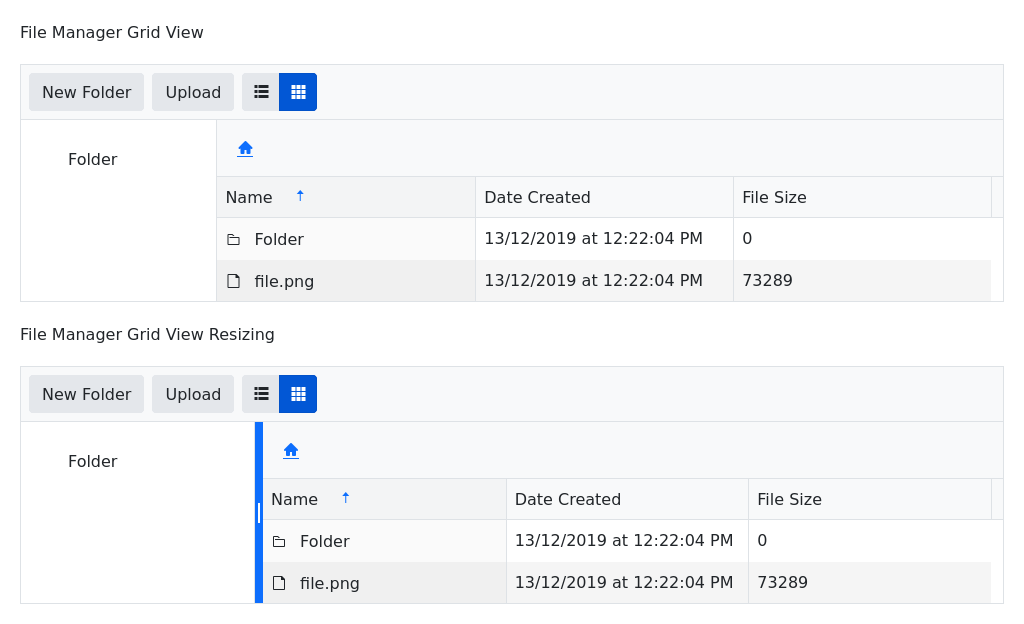 File Manager Grid View
New Folder Upload
Folder
Name Date Created File Size
Folder 13/12/2019 at 12:22:04 PM 0
file.png 13/12/2019 at 12:22:04 PM 73289
File Manager Grid View Resizing
New Folder Upload
Folder
Name Date Created File Size
Folder 13/12/2019 at 12:22:04 PM 0
file.png 13/12/2019 at 12:22:04 PM 73289